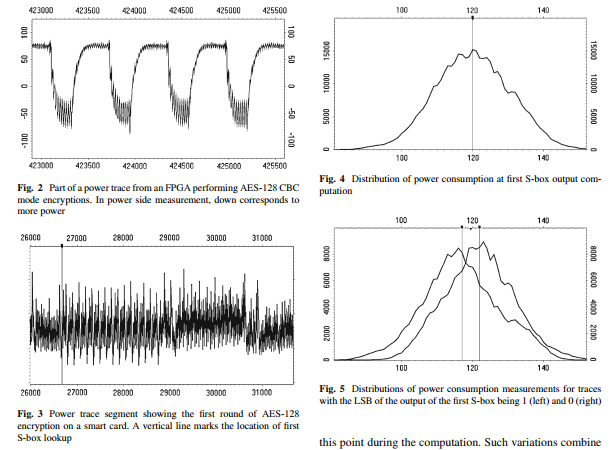 423000 423500 424000 424500 425000 425500
100
50
0
-50
-100
100
50
0
-50
-100
423000 423500 424000 424500 425000 425500
Fig. 2 Part of a power trace from an FPGA performing AES-128 CBC
mode encryptions. In power side measurement, down corresponds to
more power
26000 27000 28000 29000 30000 31000
26000 27000 28000 29000 30000 31000
Fig. 3 Power trace segment showing the first round of AES-128
encryption on a smart card. A vertical line marks the location of first
S-box lookup
100 120 140
15000
10000
5000
0
15000
10000
5000
0
100 120 140
Fig. 4 Distribution of power consumption at first S-box output com-
putation
100 120 140
8000
6000
4000
2000
0
8000
6000
4000
2000
0
100 120 140
Fig. 5 Distributions of power consumption measurements for traces
with the LSB of the output of the first S-box being 1 (left) and 0 (right)
this point during the computation. Such variations combine